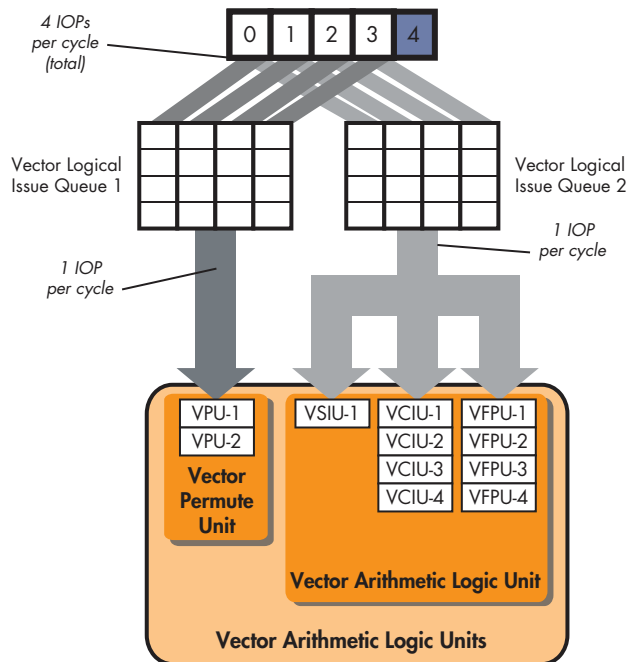 4 IOPs
per cycle
(total)
0 1 2 3 4
Vector Logical
Issue Queue 1
Vector Logical
Issue Queue 2
1 IOP
per cycle
1 IOP
per cycle
VPU-1
VPU-2
Vector
Permute
Unit
VSIU-1
VCIU-1
VCIU-2
VCIU-3
VCIU-4
VFPU-1
VFPU-2
VFPU-3
VFPU-4
Vector Arithmetic Logic Unit
Vector Arithmetic Logic Units